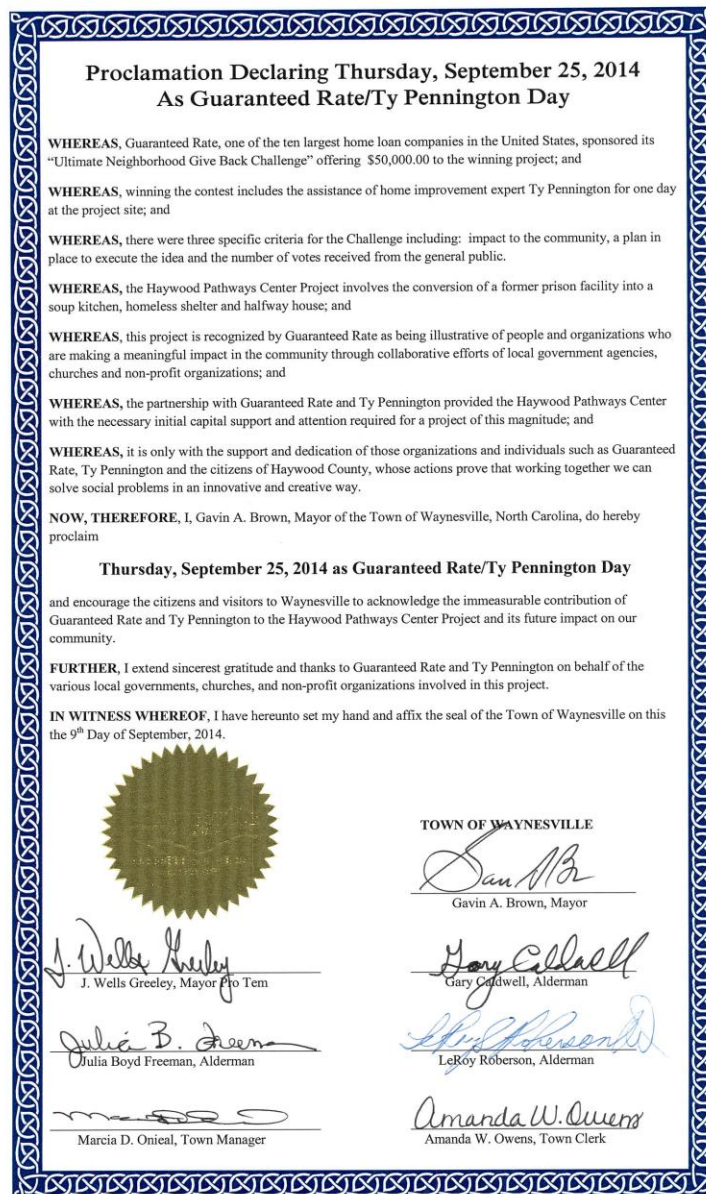 Proclamation Declaring Thursday, September 25, 2014
As Guaranteed Rate/Ty Pennington Day
WHEREAS, Guaranteed Rate, one of the ten largest home loan companies in the United States, sponsored its
“Ultimate Neighborhood Give Back Challenge” offering $50,000.00 to the winning project; and
WHEREAS, winning the contest includes the assistance of home improvement expert Ty Pennington for one day
at the project site; and
WHEREAS, there were three specific criteria for the Challenge including: impact to the community, a plan in
place to execute the idea and the number of votes received from the general public.
WHEREAS, the Haywood Pathways Center Project involves the conversion of a former prison facility into a
soup kitchen, homeless shelter and halfway house; and
WHEREAS, this project is recognized by Guaranteed Rate as being illustrative of people and organizations who
are making a meaningful impact in the community through collaborative efforts of local government agencies,
churches and non-profit organizations; and
WHEREAS, the partnership with Guaranteed Rate and Ty Pennington provided the Haywood Pathways Center
with the necessary initial capital support and attention required for a project of this magnitude; and
WHEREAS, it is only with the support and dedication of those organizations and individuals such as Guaranteed
Rate, Ty Pennington and the citizens of Haywood County, whose actions prove that working together we can
solve social problems in an innovative and creative way.
NOW, THEREFORE, I, Gavin A. Brown, Mayor of the Town of Waynesville, North Carolina, do hereby
proclaim
Thursday, September 25, 2014 as Guaranteed Rate/Ty Pennington Day
and encourage the citizens and visitors to Waynesville to acknowledge the immeasurable contribution of
Guaranteed Rate and Ty Pennington to the Haywood Pathways Center Project and its future impact on our
community.
FURTHER, I extend sincerest gratitude and thanks to Guaranteed Rate and Ty Pennington on behalf of the
various local governments, churches, and non-profit organizations involved in this project.
IN WITNESS WHEREOF, I have hereunto set my hand and affix the seal of the Town of Waynesville on this
the 9th Day of September, 2014.
TOWN OF WAYNESVILLE
Gavin A. Brown, Mayor
J. Wells Greeley
J. Wells Greeley, Mayor Pro Tem
Gary Caldwell
Gary Caldwell, Alderman
Julia B. Freeman
Julia Boyd Freeman, Alderman
LeRoy Roberson
LeRoy Roberson, Alderman
Marcia D. Onieal, Town Manager
Amanda W. Owens
Amanda W. Owens, Town Clerk